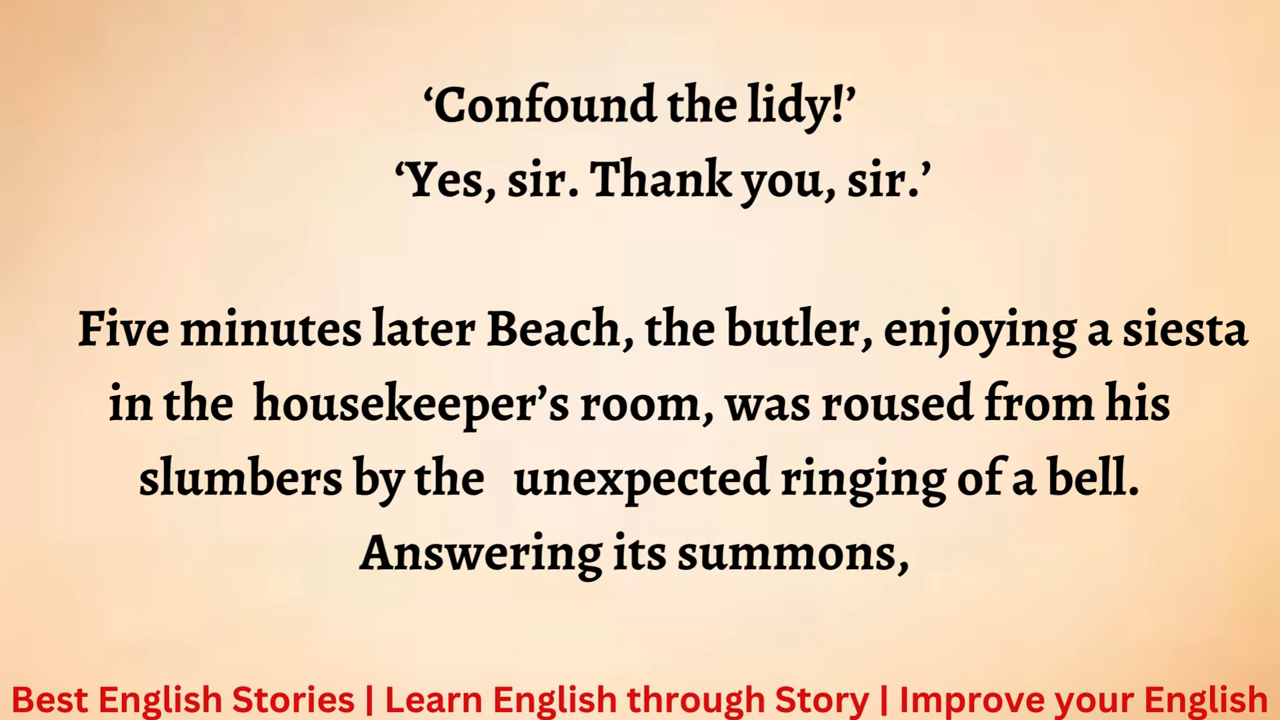 ‘Confound the lidy!’
‘Yes, sir. Thank you, sir.’
Five minutes later Beach, the butler, enjoying a siesta
in the housekeeper’s room, was roused from his
slumbers by the unexpected ringing of a bell.
Answering its summons,
Best English Stories | Learn English through Story | Improve your English